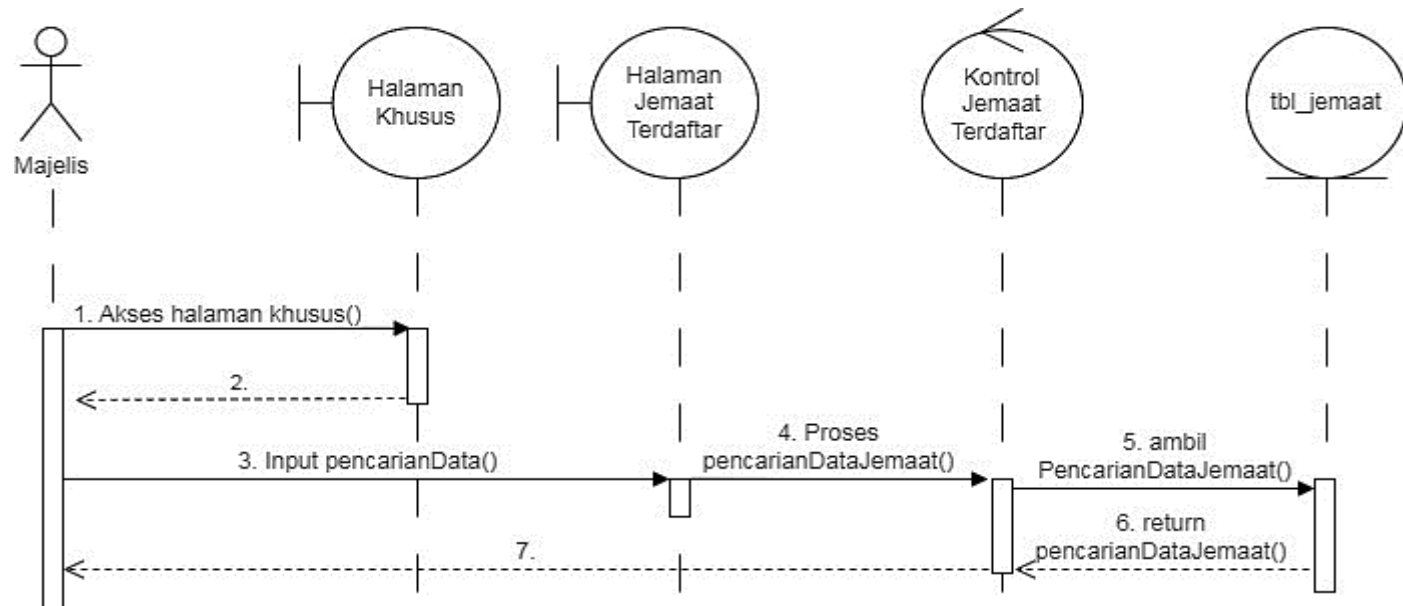 Majelis
Halaman
Khusus
Halaman
Jemaat
Terdaftar
Kontrol
Jemaat
Terdaftar
tbl_jemaat
1. Akses halaman khusus()
2.
3. Input pencarianData()
4. Proses
pencarianDataJemaat()
5. ambil
PencarianDataJemaat()
6. return
pencarianDataJemaat()
7.